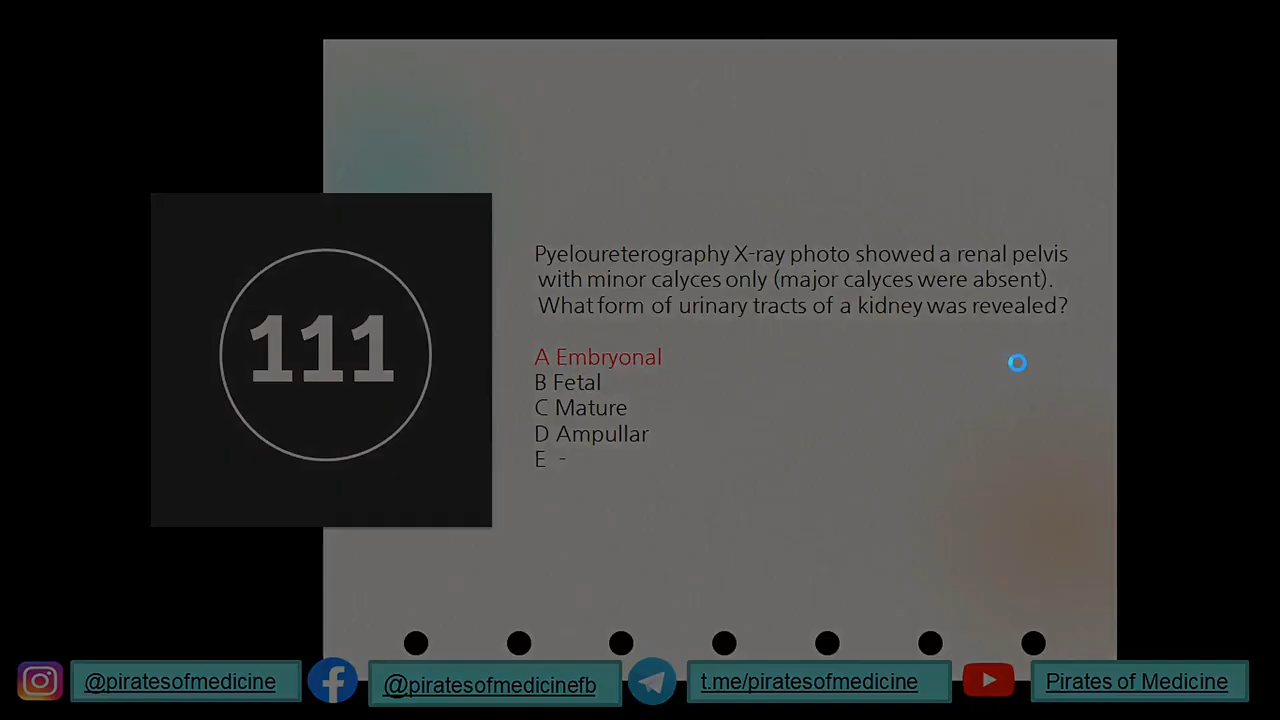 111
Pyeloureterography X-ray photo showed a renal pelvis
with minor calyces only (major calyces were absent).
What form of urinary tracts of a kidney was revealed?
A Embryonal
B Fetal
C Mature
D Ampullar
E -
@piratesofmedicine
@piratesofmedicinefb
t.me/piratesofmedicine
Pirates of Medicine